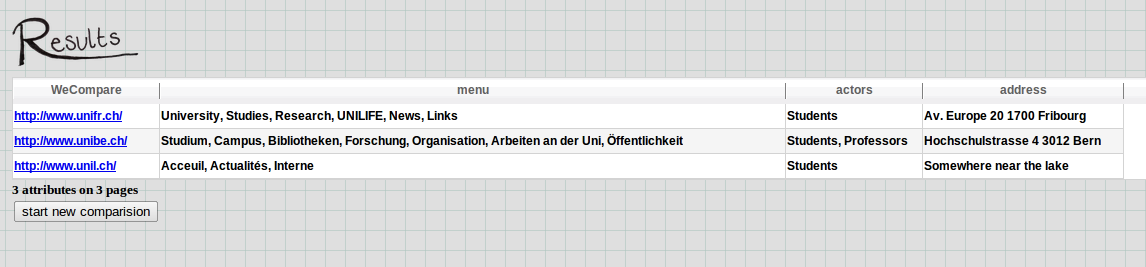 Results
WeCompare menu actors address
http://www.unifr.ch/ University, Studies, Research, UNILIFE, News, Links Students Av. Europe 20 1700 Fribourg
http://www.unibe.ch/ Studium, Campus, Bibliotheken, Forschung, Organisation, Arbeiten an der Uni, Öffentlichkeit Students, Professors Hochschulstrasse 4 3012 Bern
http://www.unil.ch/ Acceuil, Actualités, Interne Students Somewhere near the lake
3 attributes on 3 pages
start new comparision